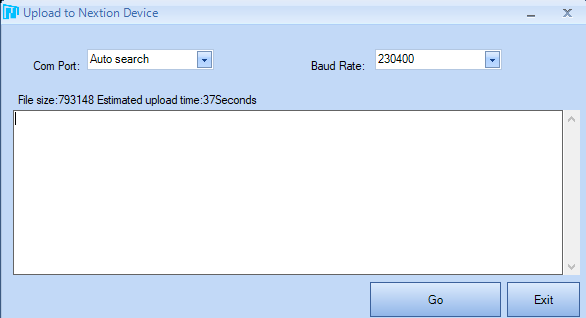 Upload to Nextion Device
Com Port: Auto search Baud Rate: 230400
File size:793148 Estimated upload time:37Seconds
Go Exit